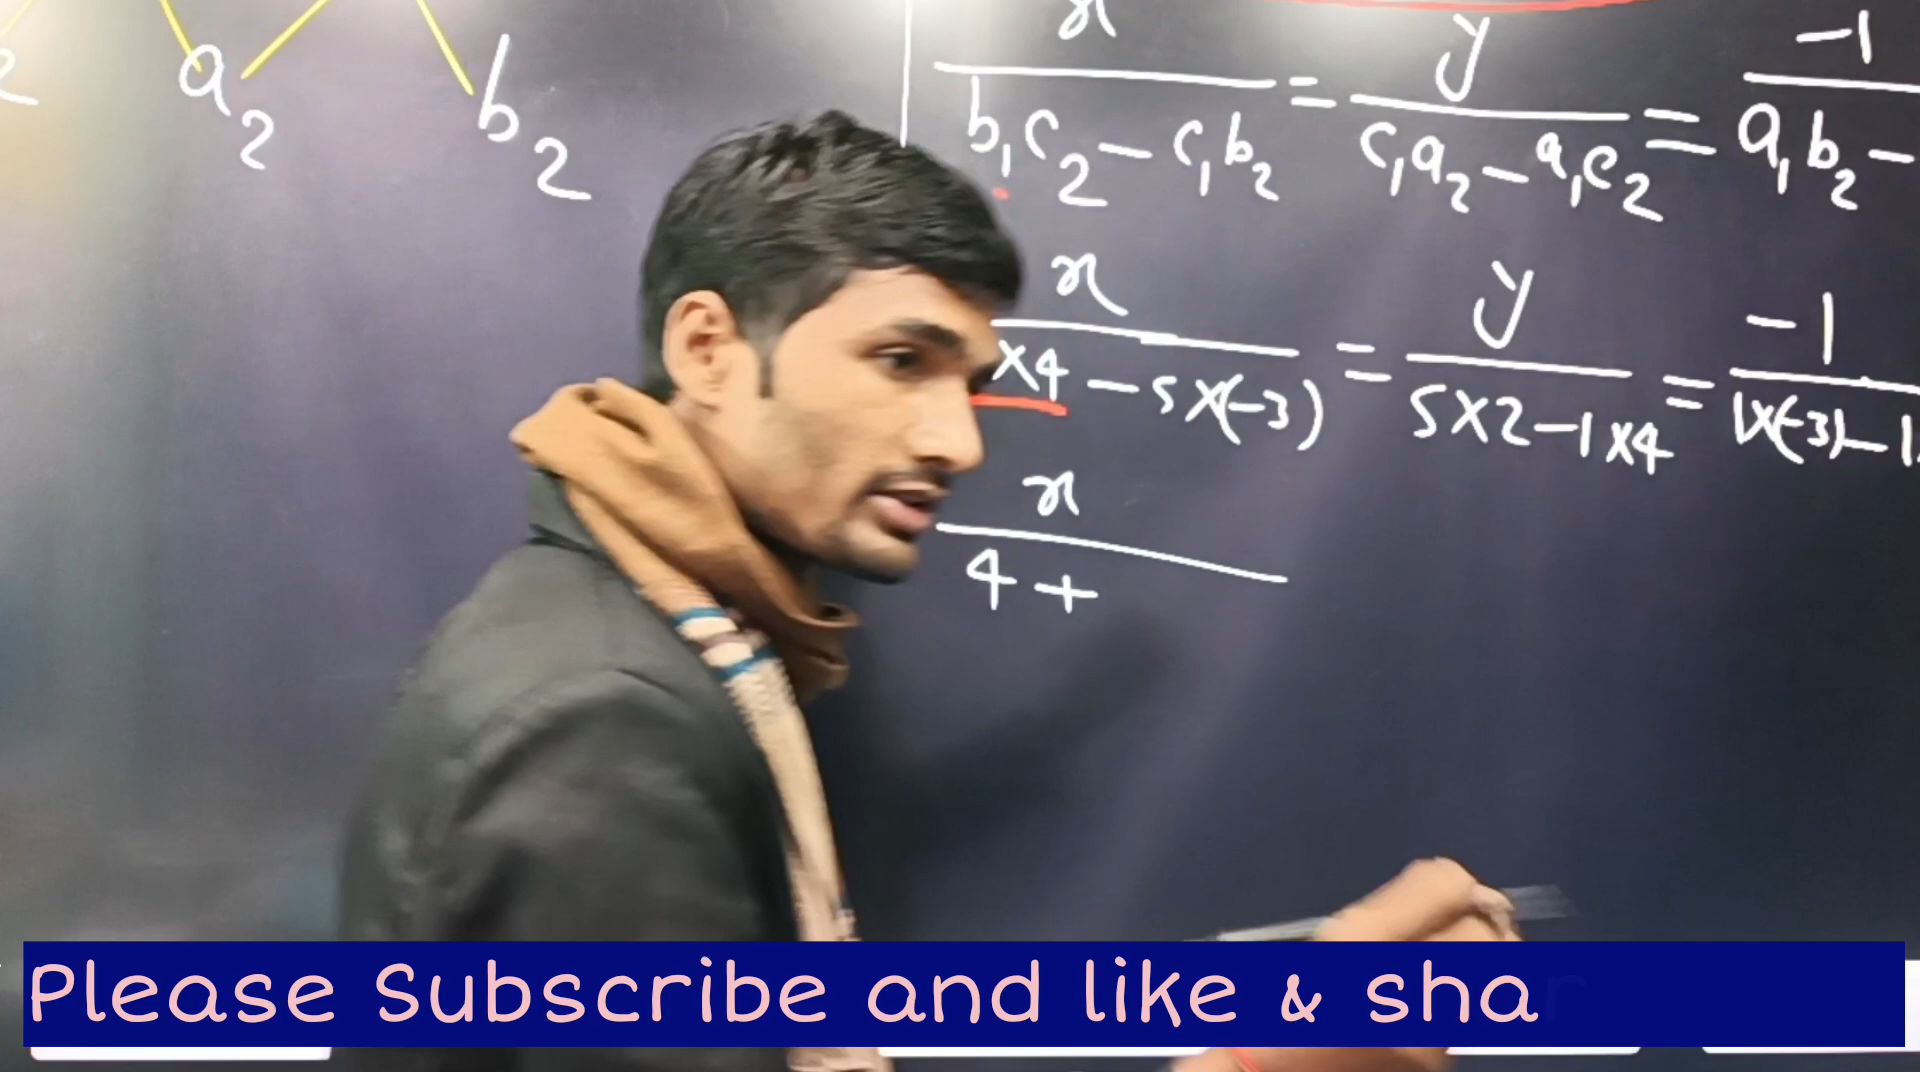 a₂ b₂
x/(b₁c₂ - c₁b₂) = y/(c₁a₂ - a₁c₂) = -1/(a₁b₂ -
x/(×4 - 5×(-3)) = y/(5×2-1×4) = -1/(1×(-3)-1
x/(4+
Please Subscribe and like & sha